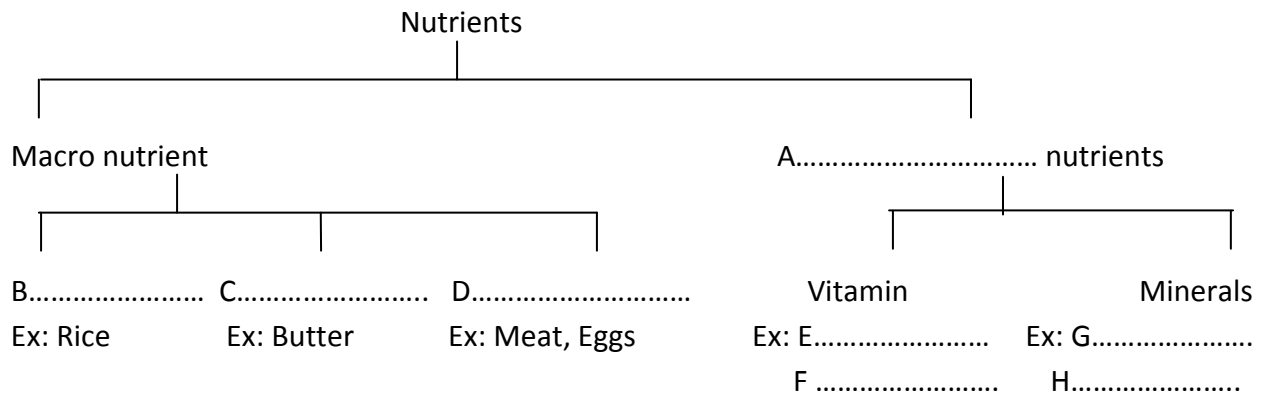 Nutrients
Macro nutrient A................................. nutrients
B........................ C.......................... D.............................. Vitamin Minerals
Ex: Rice Ex: Butter Ex: Meat, Eggs Ex: E........................ Ex: G......................
F ......................... H.......................